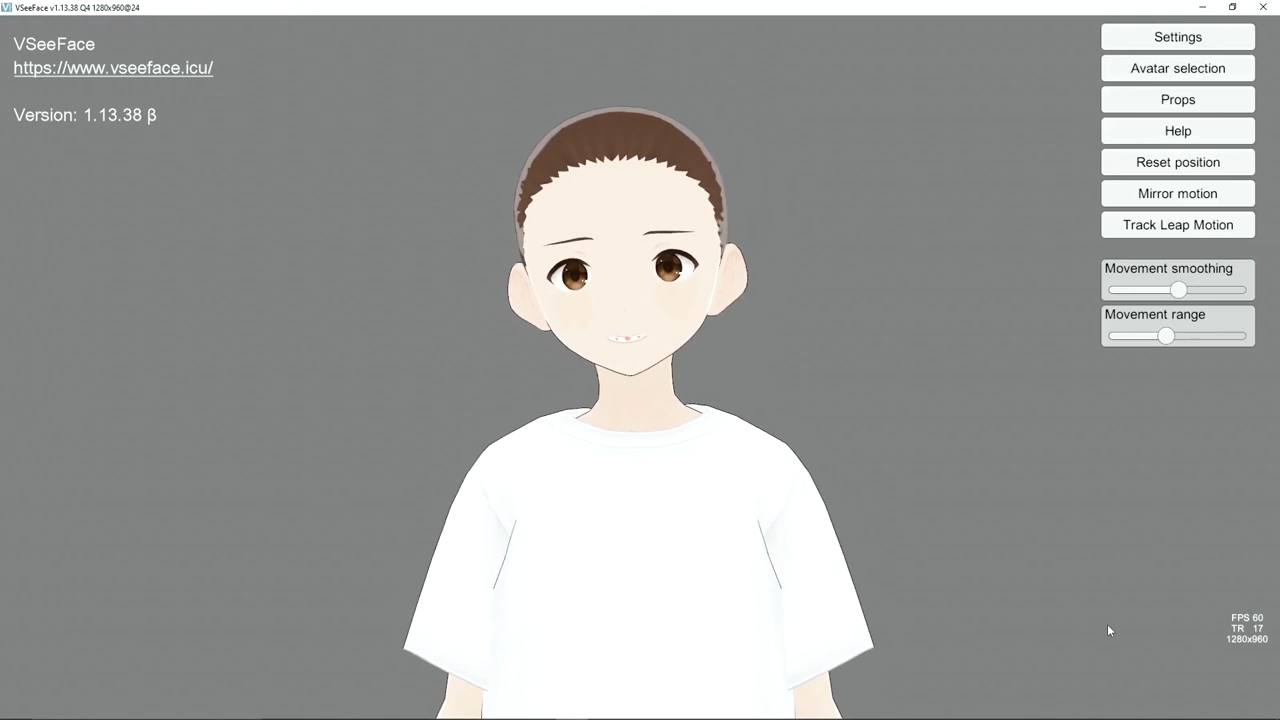 VSeeFace v1.13.38 Q4 1280x960@24
VSeeFace
https://www.vseeface.icu/
Version: 1.13.38 β
Settings
Avatar selection
Props
Help
Reset position
Mirror motion
Track Leap Motion
Movement smoothing
Movement range
FPS 60
TR 17
1280x960